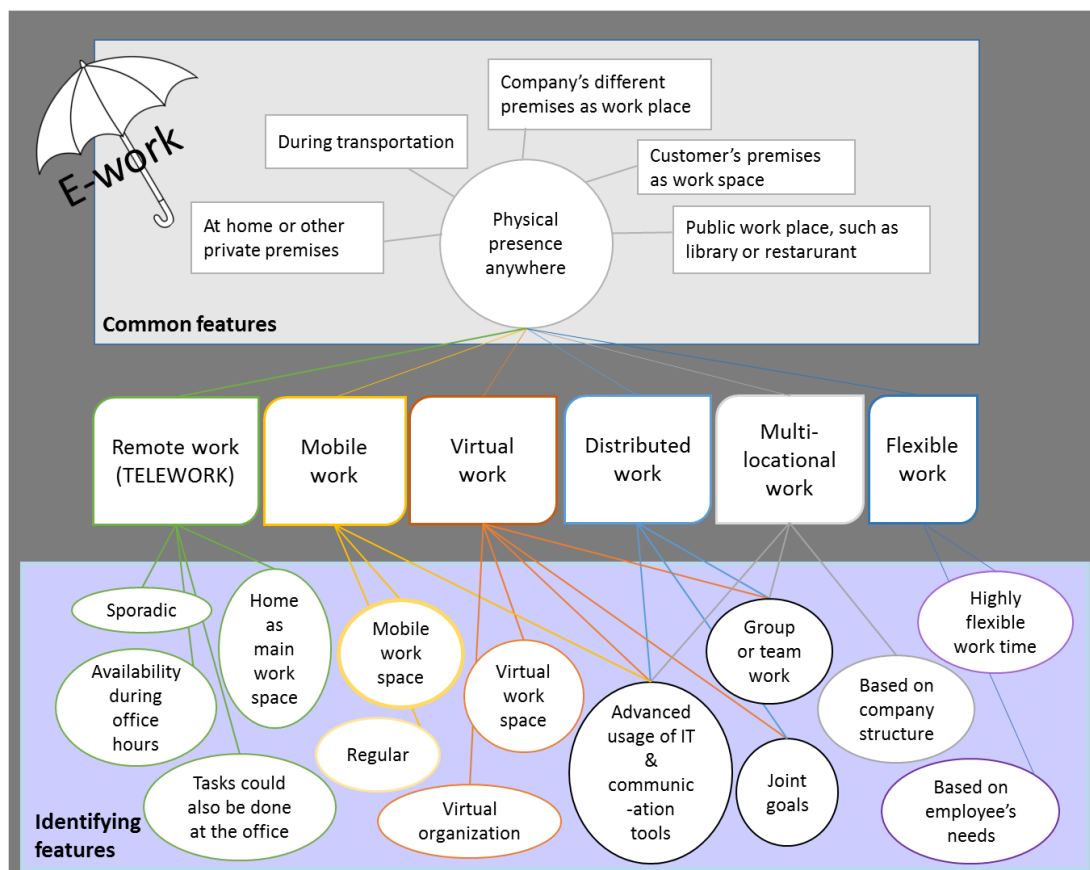 E-work
Company's different
premises as work place
During transportation
Customer's premises
as work space
At home or other
private premises
Physical
presence
anywhere
Public work place, such as
library or restarurant
Common features
Remote work
(TELEWORK)
Mobile
work
Virtual
work
Distributed
work
Multi-
locational
work
Flexible
work
Sporadic
Home
as
main
work
space
Mobile
work
space
Group
or team
work
Highly
flexible
work time
Availability
during
office
hours
Virtual
work
space
Based on
company
structure
Regular
Advanced
usage of IT
&
communic
-ation
tools
Joint
goals
Tasks could
also be done
at the office
Virtual
organization
Based on
employee's
needs
Identifying
features